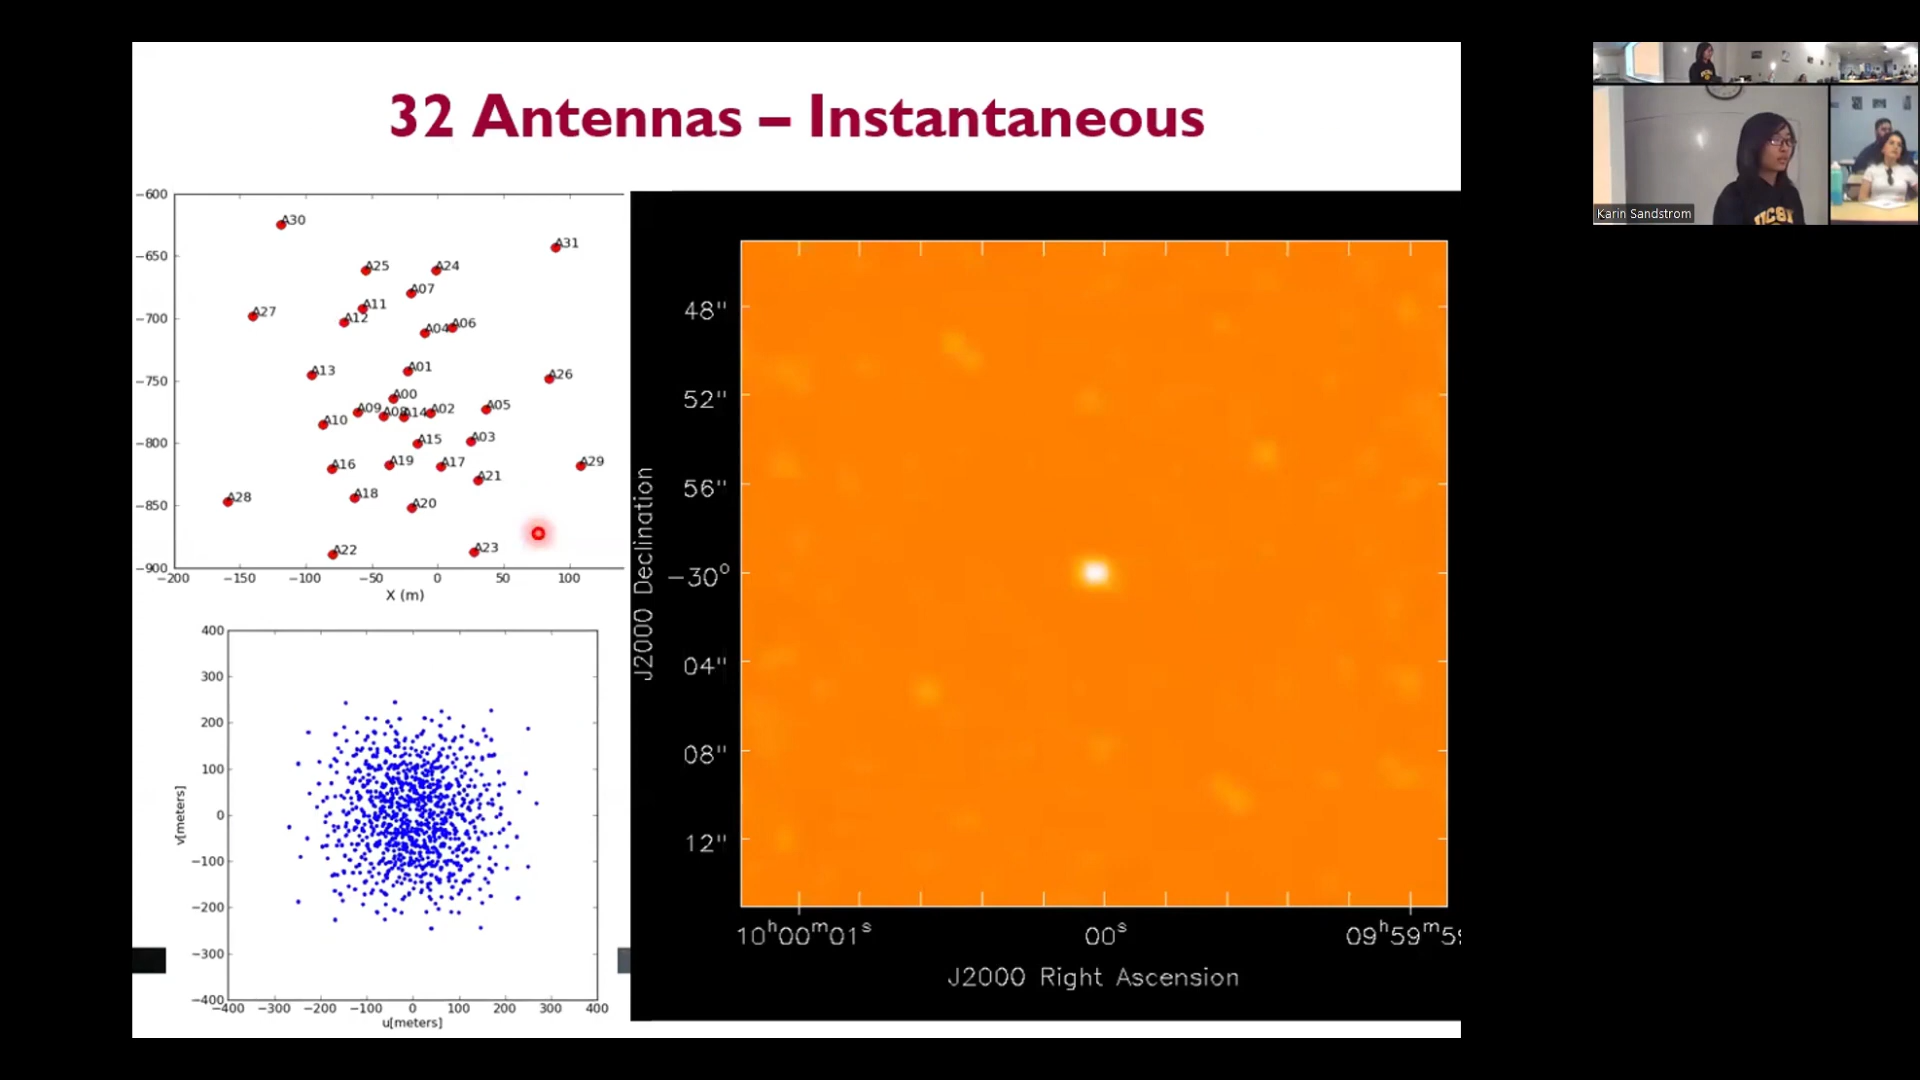 32 Antennas – Instantaneous
−600
−650
−700
−750
−800
−850
−900
A30
A31
A25
A24
A07
A27
A11
A12
A04
A06
A13
A01
A26
A00
A09
A08
A14
A02
A05
A10
A15
A03
A16
A19
A17
A29
A21
A28
A18
A20
A22
A23
−200 −150 −100 −50 0 50 100
X (m)
400
300
200
100
0
−100
−200
−300
−400
v[meters]
−400 −300 −200 −100 0 100 200 300 400
u[meters]
J2000 Declination
48"
52"
56"
−30°
04"
08"
12"
10h00m01s 00s 09h59m59
J2000 Right Ascension
Karin Sandstrom